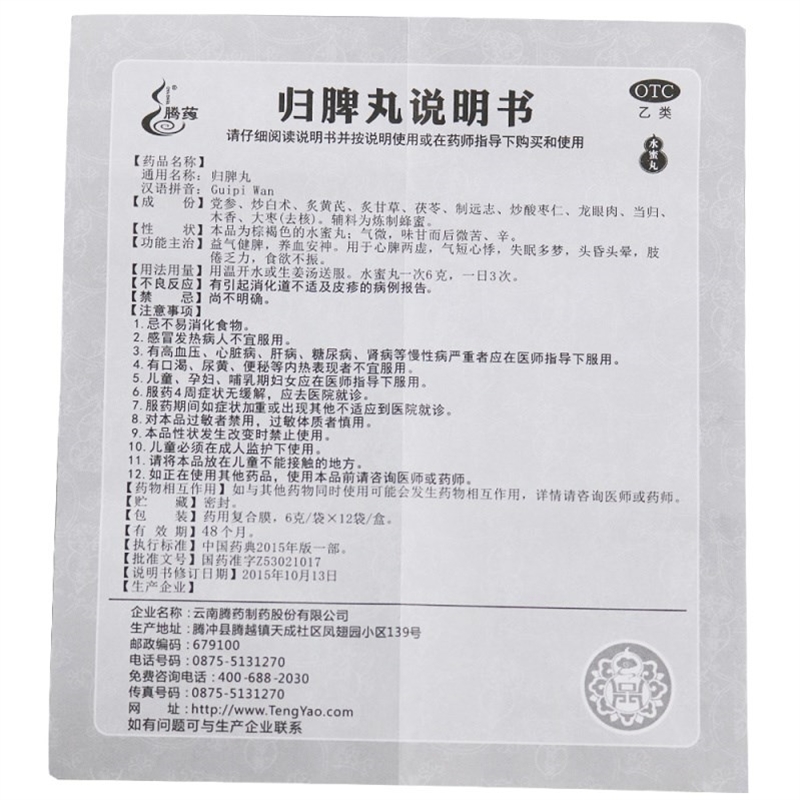 腾药
归脾丸说明书
OTC
乙类
水蜜丸
请仔细阅读说明书并按说明使用或在药师指导下购买和使用
【药品名称】
通用名称：归脾丸
汉语拼音：Guipi Wan
【成　　份】党参、炒白术、炙黄芪、炙甘草、茯苓、制远志、炒酸枣仁、龙眼肉、当归、
木香、大枣(去核)。辅料为炼制蜂蜜。
【性　　状】本品为棕褐色的水蜜丸；气微，味甘而后微苦、辛。
【功能主治】益气健脾，养血安神。用于心脾两虚，气短心悸，失眠多梦，头昏头晕，肢
倦乏力，食欲不振。
【用法用量】用温开水或生姜汤送服。水蜜丸一次6克，一日3次。
【不良反应】有引起消化道不适及皮疹的病例报告。
【禁　　忌】尚不明确。
【注意事项】
1. 忌不易消化食物。
2. 感冒发热病人不宜服用。
3. 有高血压、心脏病、肝病、糖尿病、肾病等慢性病严重者应在医师指导下服用。
4. 有口渴、尿黄、便秘等内热表现者不宜服用。
5. 儿童、孕妇、哺乳期妇女应在医师指导下服用。
6. 服药4周症状无缓解，应去医院就诊。
7. 服药期间如症状加重或出现其他不适应到医院就诊。
8. 对本品过敏者禁用，过敏体质者慎用。
9. 本品性状发生改变时禁止使用。
10. 儿童必须在成人监护下使用。
11. 请将本品放在儿童不能接触的地方。
12. 如正在使用其他药品，使用本品前请咨询医师或药师。
【药物相互作用】如与其他药物同时使用可能会发生药物相互作用，详情请咨询医师或药师。
【贮　　藏】密封。
【包　　装】药用复合膜，6克/袋×12袋/盒。
【有 效 期】48个月。
【执行标准】中国药典2015年版一部。
【批准文号】国药准字Z53021017
【说明书修订日期】2015年10月13日
【生产企业】
企业名称：云南腾药制药股份有限公司
生产地址：腾冲县腾越镇天成社区凤翅园小区139号
邮政编码：679100
电话号码：0875-5131270
免费咨询电话：400-688-2030
传真号码：0875-5131270
网　　址：http://www.TengYao.com
如有问题可与生产企业联系